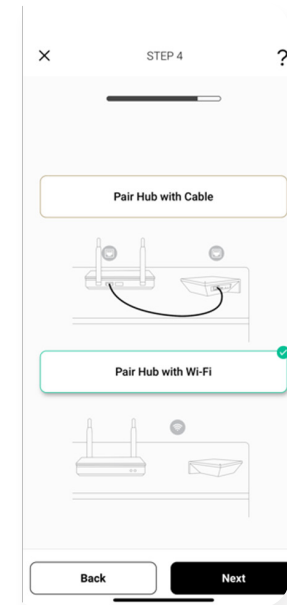 STEP 4
?
Pair Hub with Cable
Pair Hub with Wi-Fi
Back
Next